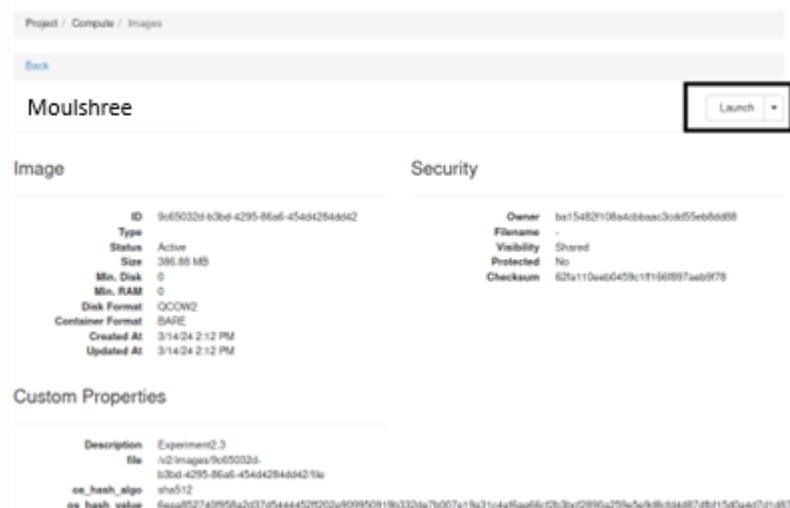 Project / Compute / Images
Back
Moulshree
Launch
Image
Security
ID 9c65032d-b3bd-4295-86a6-454d4284dd42
Type
Status Active
Size 386.88 MB
Min. Disk 0
Min. RAM 0
Disk Format QCOW2
Container Format BARE
Created At 3/14/24 2:12 PM
Updated At 3/14/24 2:12 PM
Owner
Filename -
Visibility Shared
Protected No
Checksum
Custom Properties
Description Experiment2.3
file /v2/images/9c65032d-
b3bd-4295-86a6-454d4284dd42/file
os_hash_algo sha512
os_hash_value